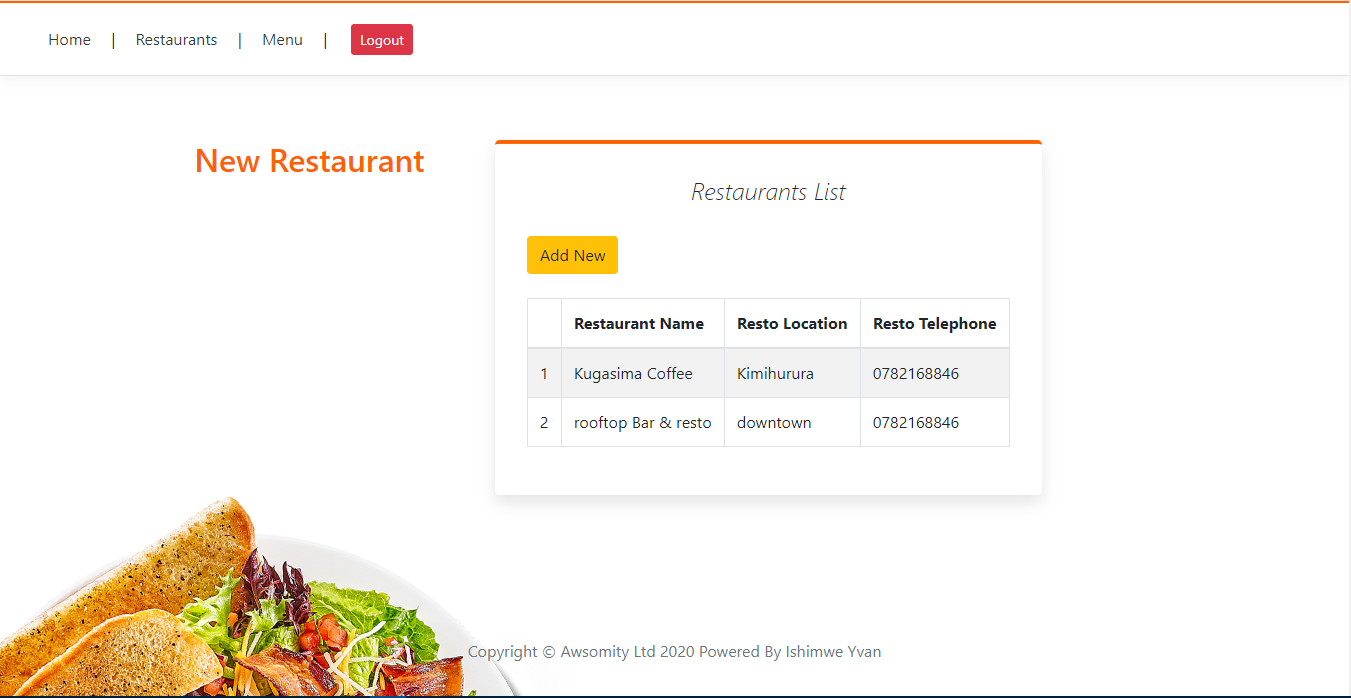 Home | Restaurants | Menu | Logout
New Restaurant
Restaurants List
Add New
Restaurant Name Resto Location Resto Telephone
1 Kugasima Coffee Kimihurura 0782168846
2 rooftop Bar & resto downtown 0782168846
Copyright © Awsomity Ltd 2020 Powered By Ishimwe Yvan